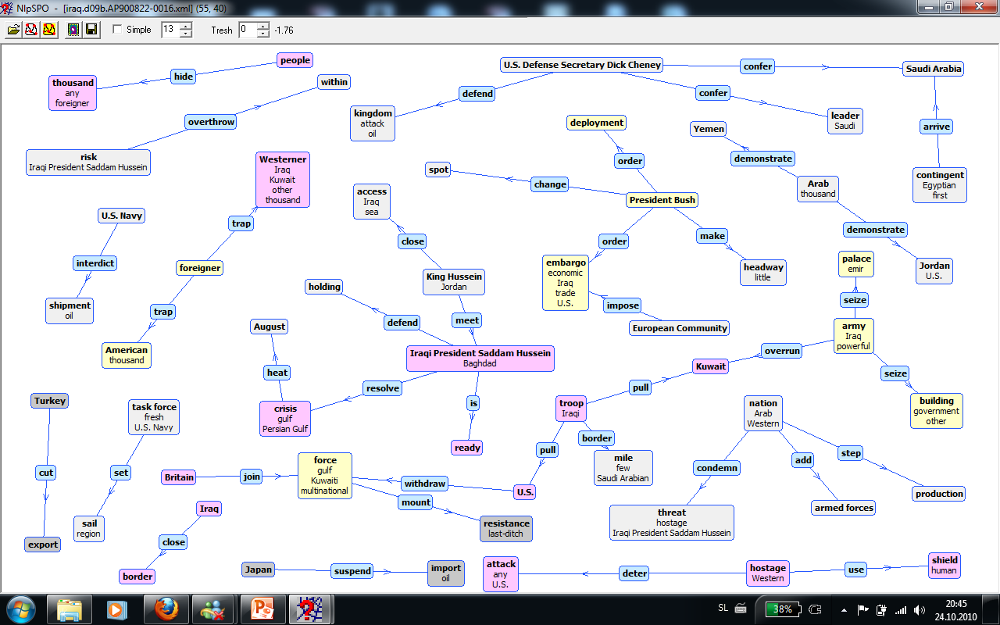 NlpSPO - [iraq.d09b.AP900822-0016.xml] (55, 40)
Simple 13 Tresh 0 -1.76
people
hide
thousand
any
foreigner
within
overthrow
risk
Iraqi President Saddam Hussein
U.S. Defense Secretary Dick Cheney
confer
Saudi Arabia
defend
confer
kingdom
attack
oil
leader
Saudi
arrive
contingent
Egyptian
first
deployment
order
Yemen
demonstrate
Arab
thousand
demonstrate
Jordan
U.S.
spot
change
President Bush
order
make
headway
little
embargo
economic
Iraq
trade
U.S.
impose
European Community
Westerner
Iraq
Kuwait
other
thousand
trap
foreigner
trap
American
thousand
U.S. Navy
interdict
shipment
oil
access
Iraq
sea
close
King Hussein
Jordan
meet
holding
defend
Iraqi President Saddam Hussein
Baghdad
August
heat
crisis
gulf
Persian Gulf
resolve
is
ready
palace
emir
seize
army
Iraq
powerful
overrun
Kuwait
seize
building
government
other
pull
troop
Iraqi
border
mile
few
Saudi Arabian
pull
U.S.
withdraw
force
gulf
Kuwaiti
multinational
join
Britain
mount
resistance
last-ditch
nation
Arab
Western
condemn
threat
hostage
Iraqi President Saddam Hussein
add
armed forces
step
production
Turkey
cut
export
task force
fresh
U.S. Navy
set
sail
region
Iraq
close
border
Japan
suspend
import
oil
attack
any
U.S.
deter
hostage
Western
use
shield
human
SL 38% 20:45
24.10.2010